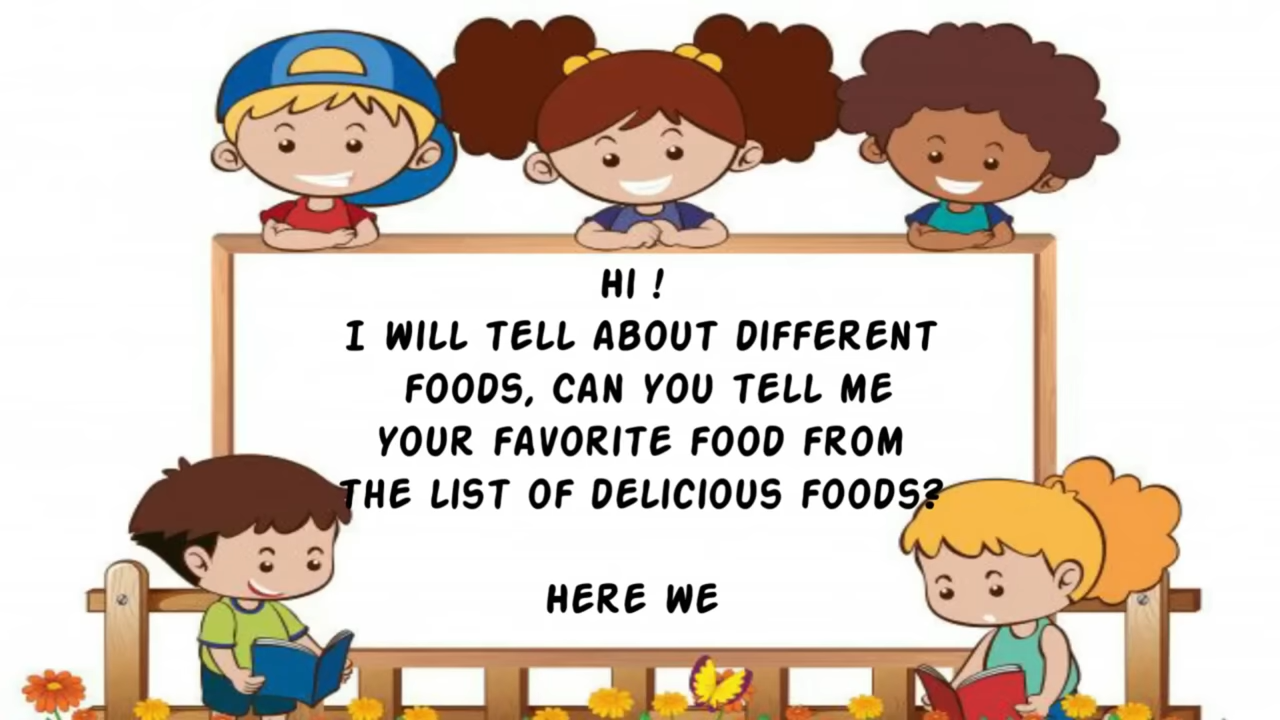 HI !
I WILL TELL ABOUT DIFFERENT
FOODS, CAN YOU TELL ME
YOUR FAVORITE FOOD FROM
THE LIST OF DELICIOUS FOODS?
HERE WE